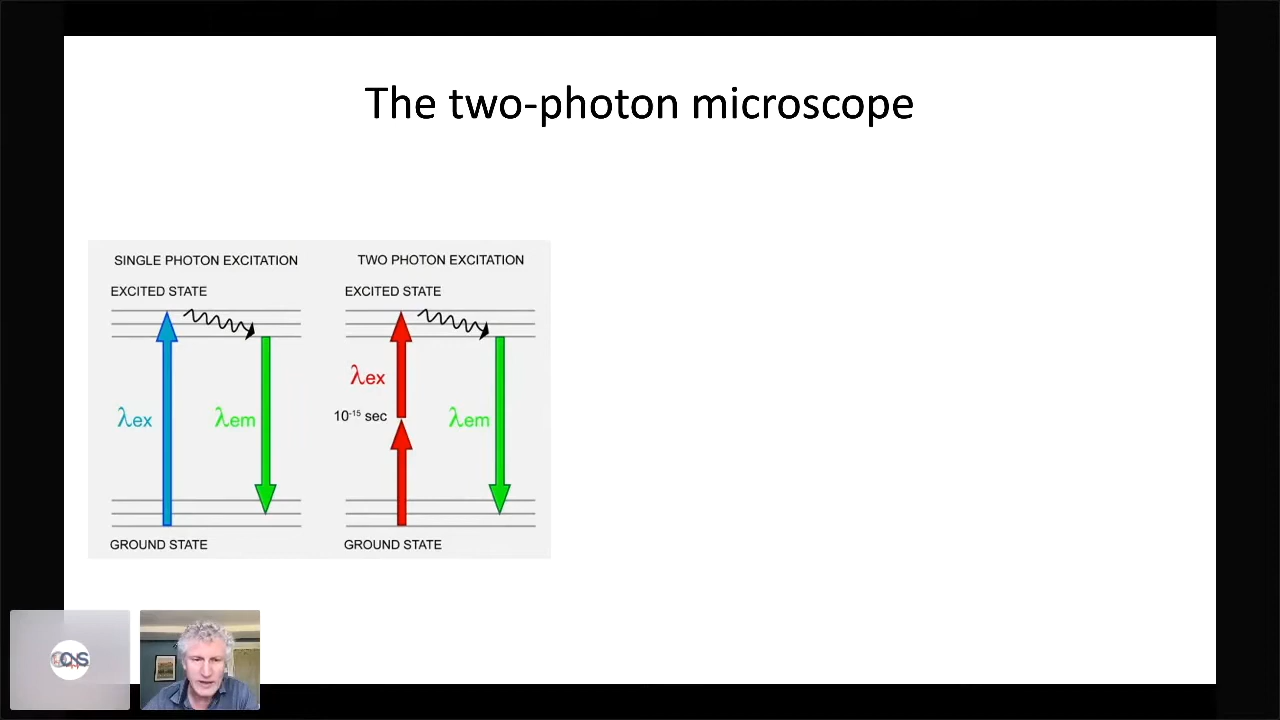 The two-photon microscope
SINGLE PHOTON EXCITATION
EXCITED STATE
λex
λem
GROUND STATE
TWO PHOTON EXCITATION
EXCITED STATE
λex
10⁻¹⁵ sec
λem
GROUND STATE